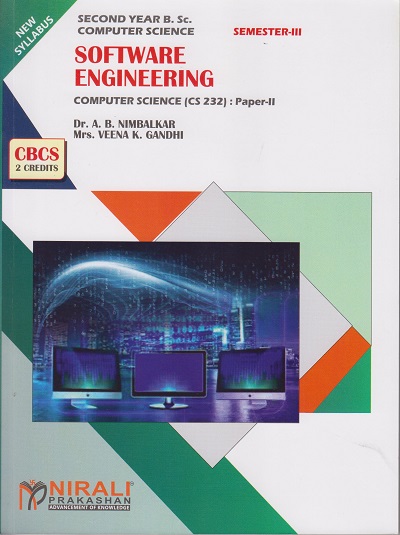 NEW
SYLLABUS
SECOND YEAR B. Sc.
COMPUTER SCIENCE
SEMESTER-III
SOFTWARE
ENGINEERING
COMPUTER SCIENCE (CS 232) : Paper-II
Dr. A. B. NIMBALKAR
Mrs. VEENA K. GANDHI
CBCS
2 CREDITS
NIRALI
PRAKASHAN
ADVANCEMENT OF KNOWLEDGE